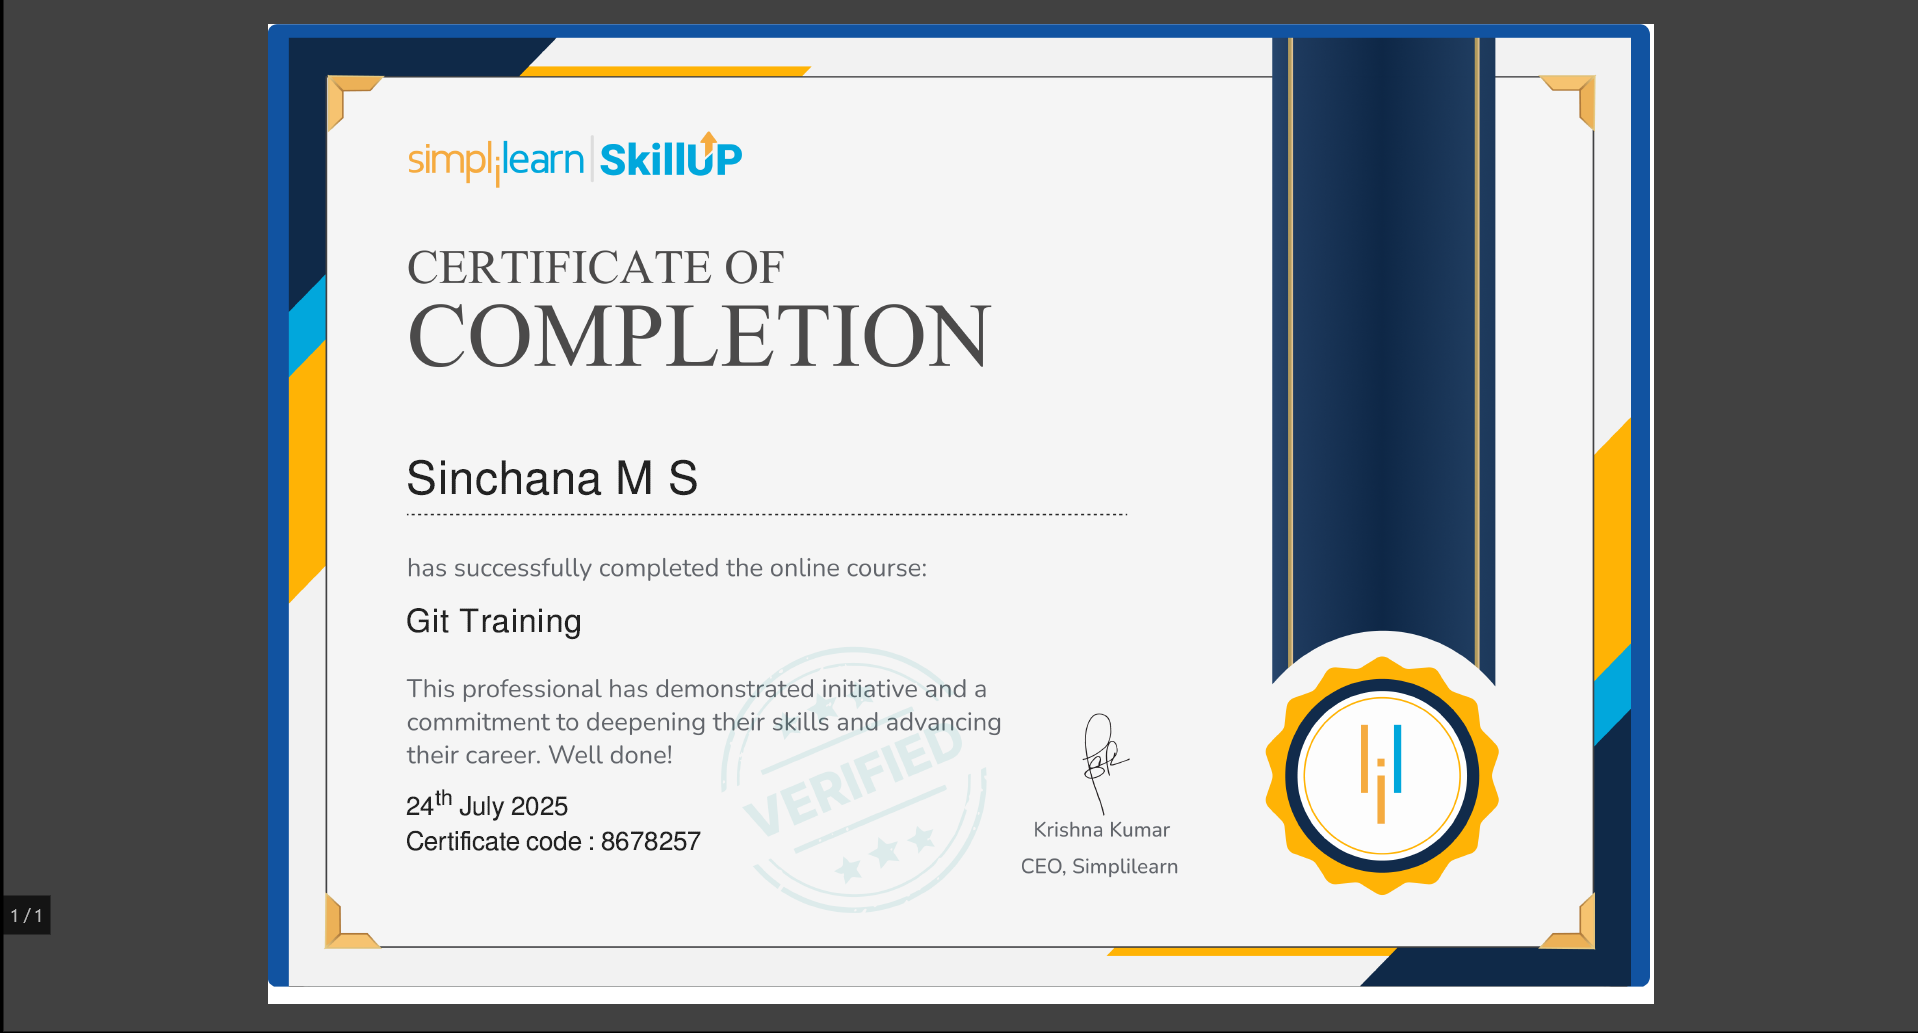 simplilearn | SkillUP
CERTIFICATE OF
COMPLETION
Sinchana M S
has successfully completed the online course:
Git Training
This professional has demonstrated initiative and a
commitment to deepening their skills and advancing
their career. Well done!
24th July 2025
Certificate code : 8678257
VERIFIED
Krishna Kumar
CEO, Simplilearn
1/1